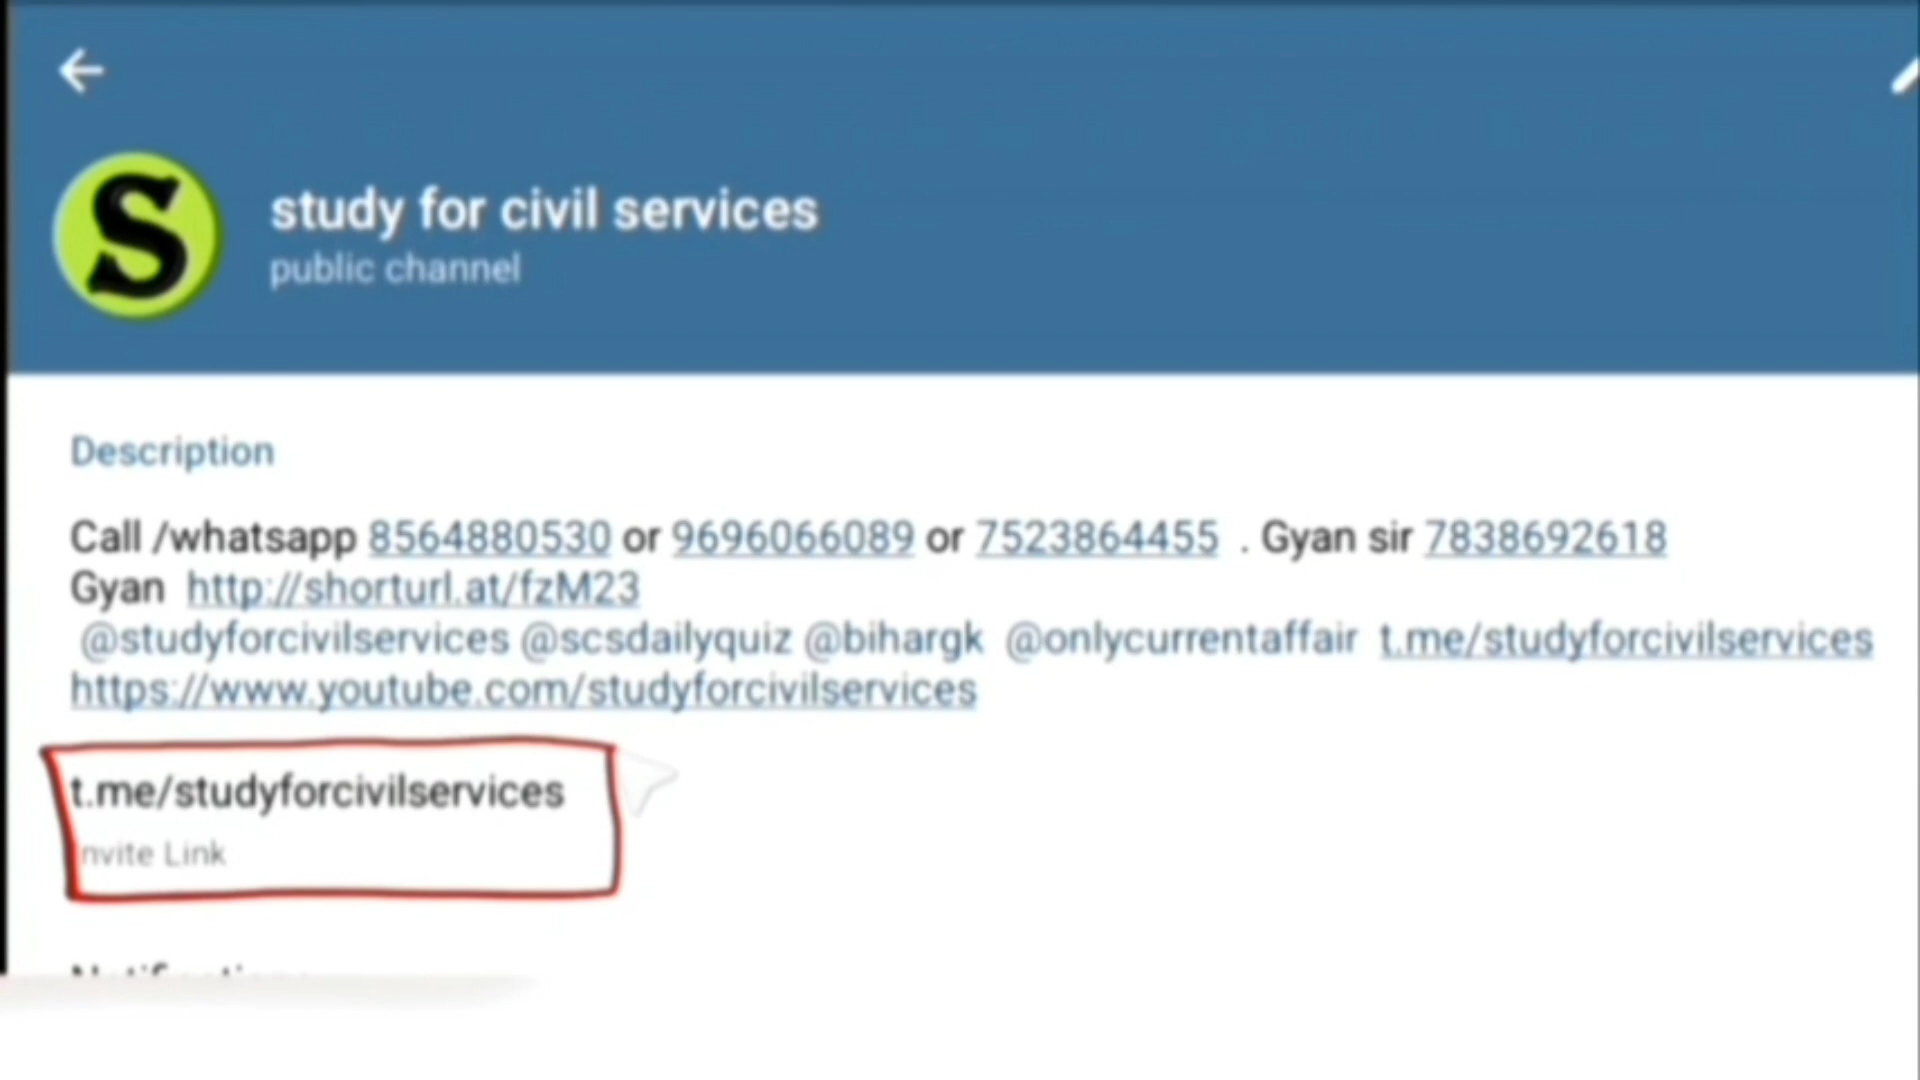 S
study for civil services
public channel
Description
Call /whatsapp 8564880530 or 9696066089 or 7523864455 . Gyan sir 7838692618
Gyan http://shorturl.at/fzM23
@studyforcivilservices @scsdailyquiz @bihargk @onlycurrentaffair t.me/studyforcivilservices
https://www.youtube.com/studyforcivilservices
t.me/studyforcivilservices
Invite Link